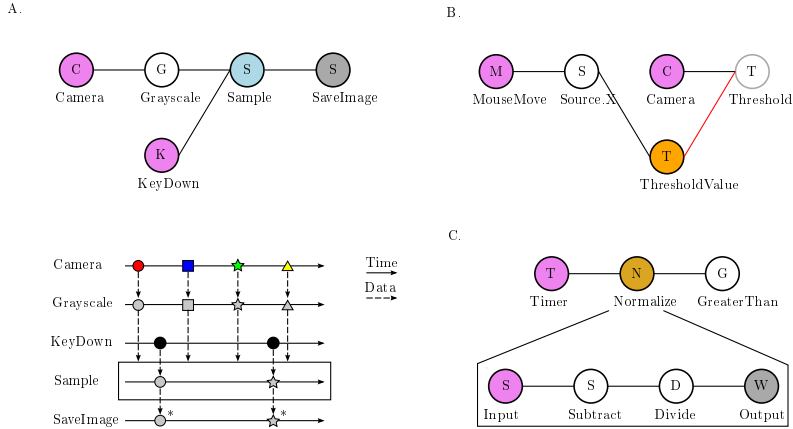 A.
C G S S
Camera Grayscale Sample SaveImage
K
KeyDown
Camera
Grayscale
KeyDown
Sample
SaveImage * *
Time
Data
B.
M S C T
MouseMove Source.X Camera Threshold
T
ThresholdValue
C.
T N G
Timer Normalize GreaterThan
S S D W
Input Subtract Divide Output